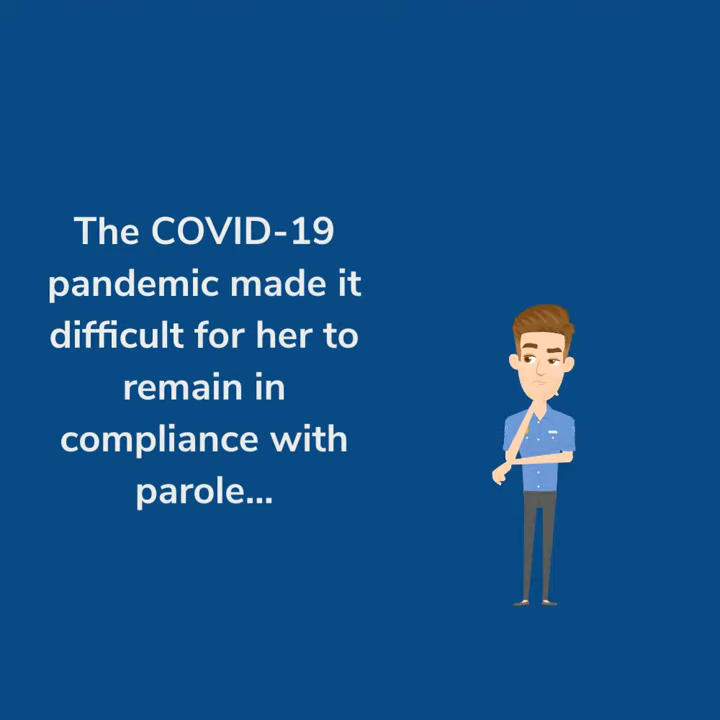 The COVID-19
pandemic made it
difficult for her to
remain in
compliance with
parole...